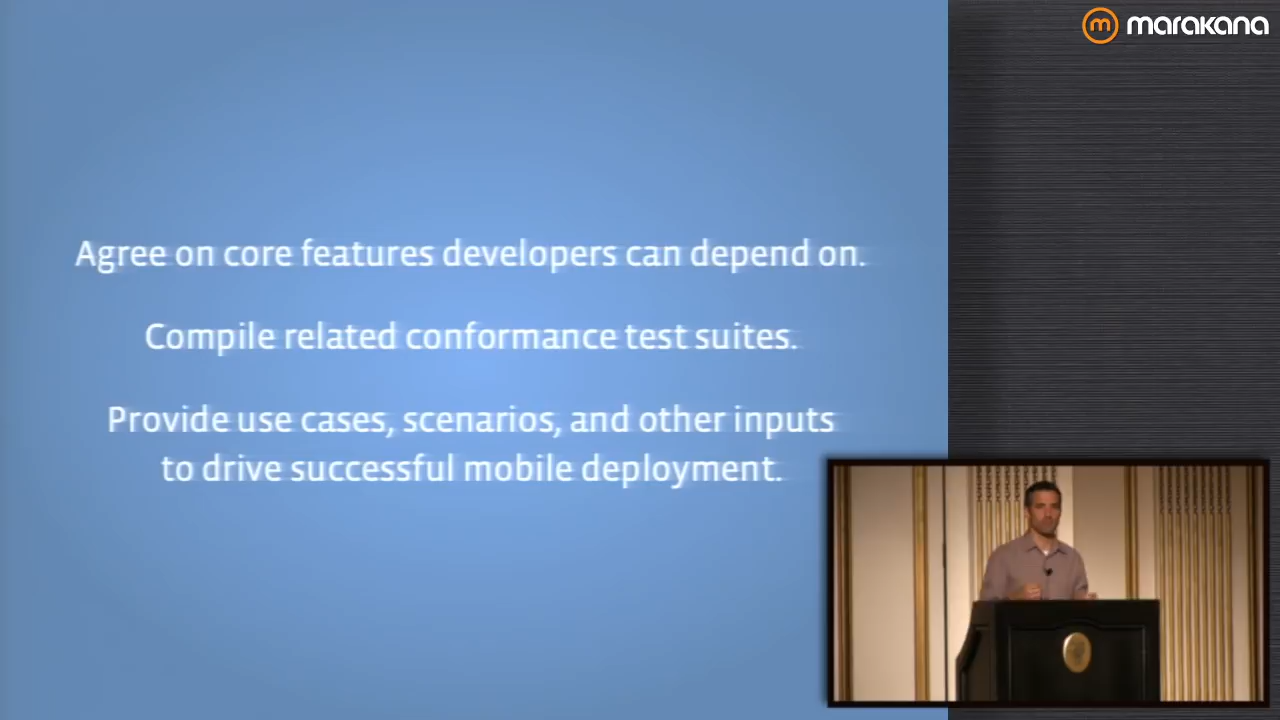 marakana
Agree on core features developers can depend on.
Compile related conformance test suites.
Provide use cases, scenarios, and other inputs
to drive successful mobile deployment.